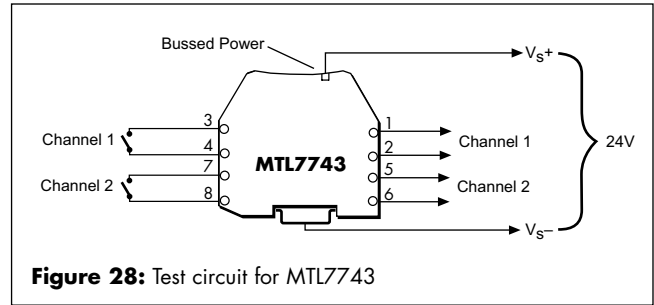 Bussed Power
Vs+
3
1
Channel 1
4
2
Channel 1
MTL7743
24V
7
5
Channel 2
8
6
Channel 2
Vs–
Figure 28: Test circuit for MTL7743